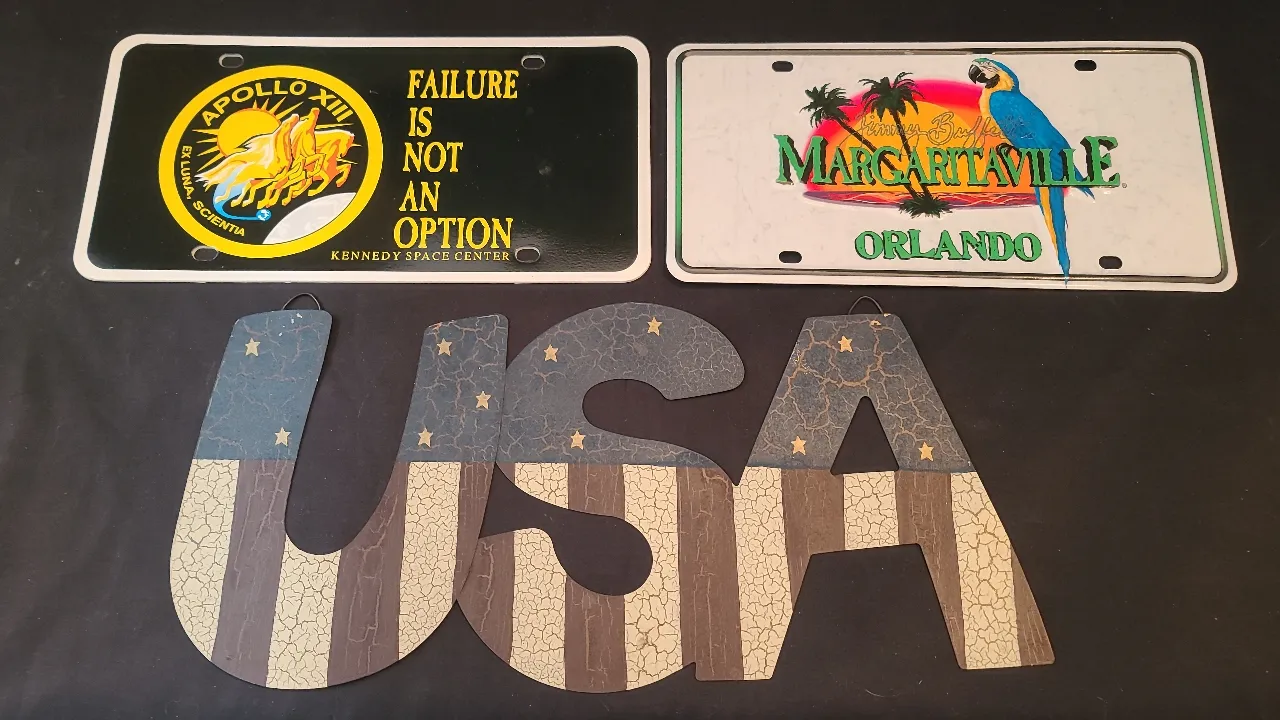 APOLLO XIII
EX LUNA, SCIENTIA
FAILURE
IS
NOT
AN
OPTION
KENNEDY SPACE CENTER
Jimmy Buffett's
MARGARITAVILLE
ORLANDO
USA